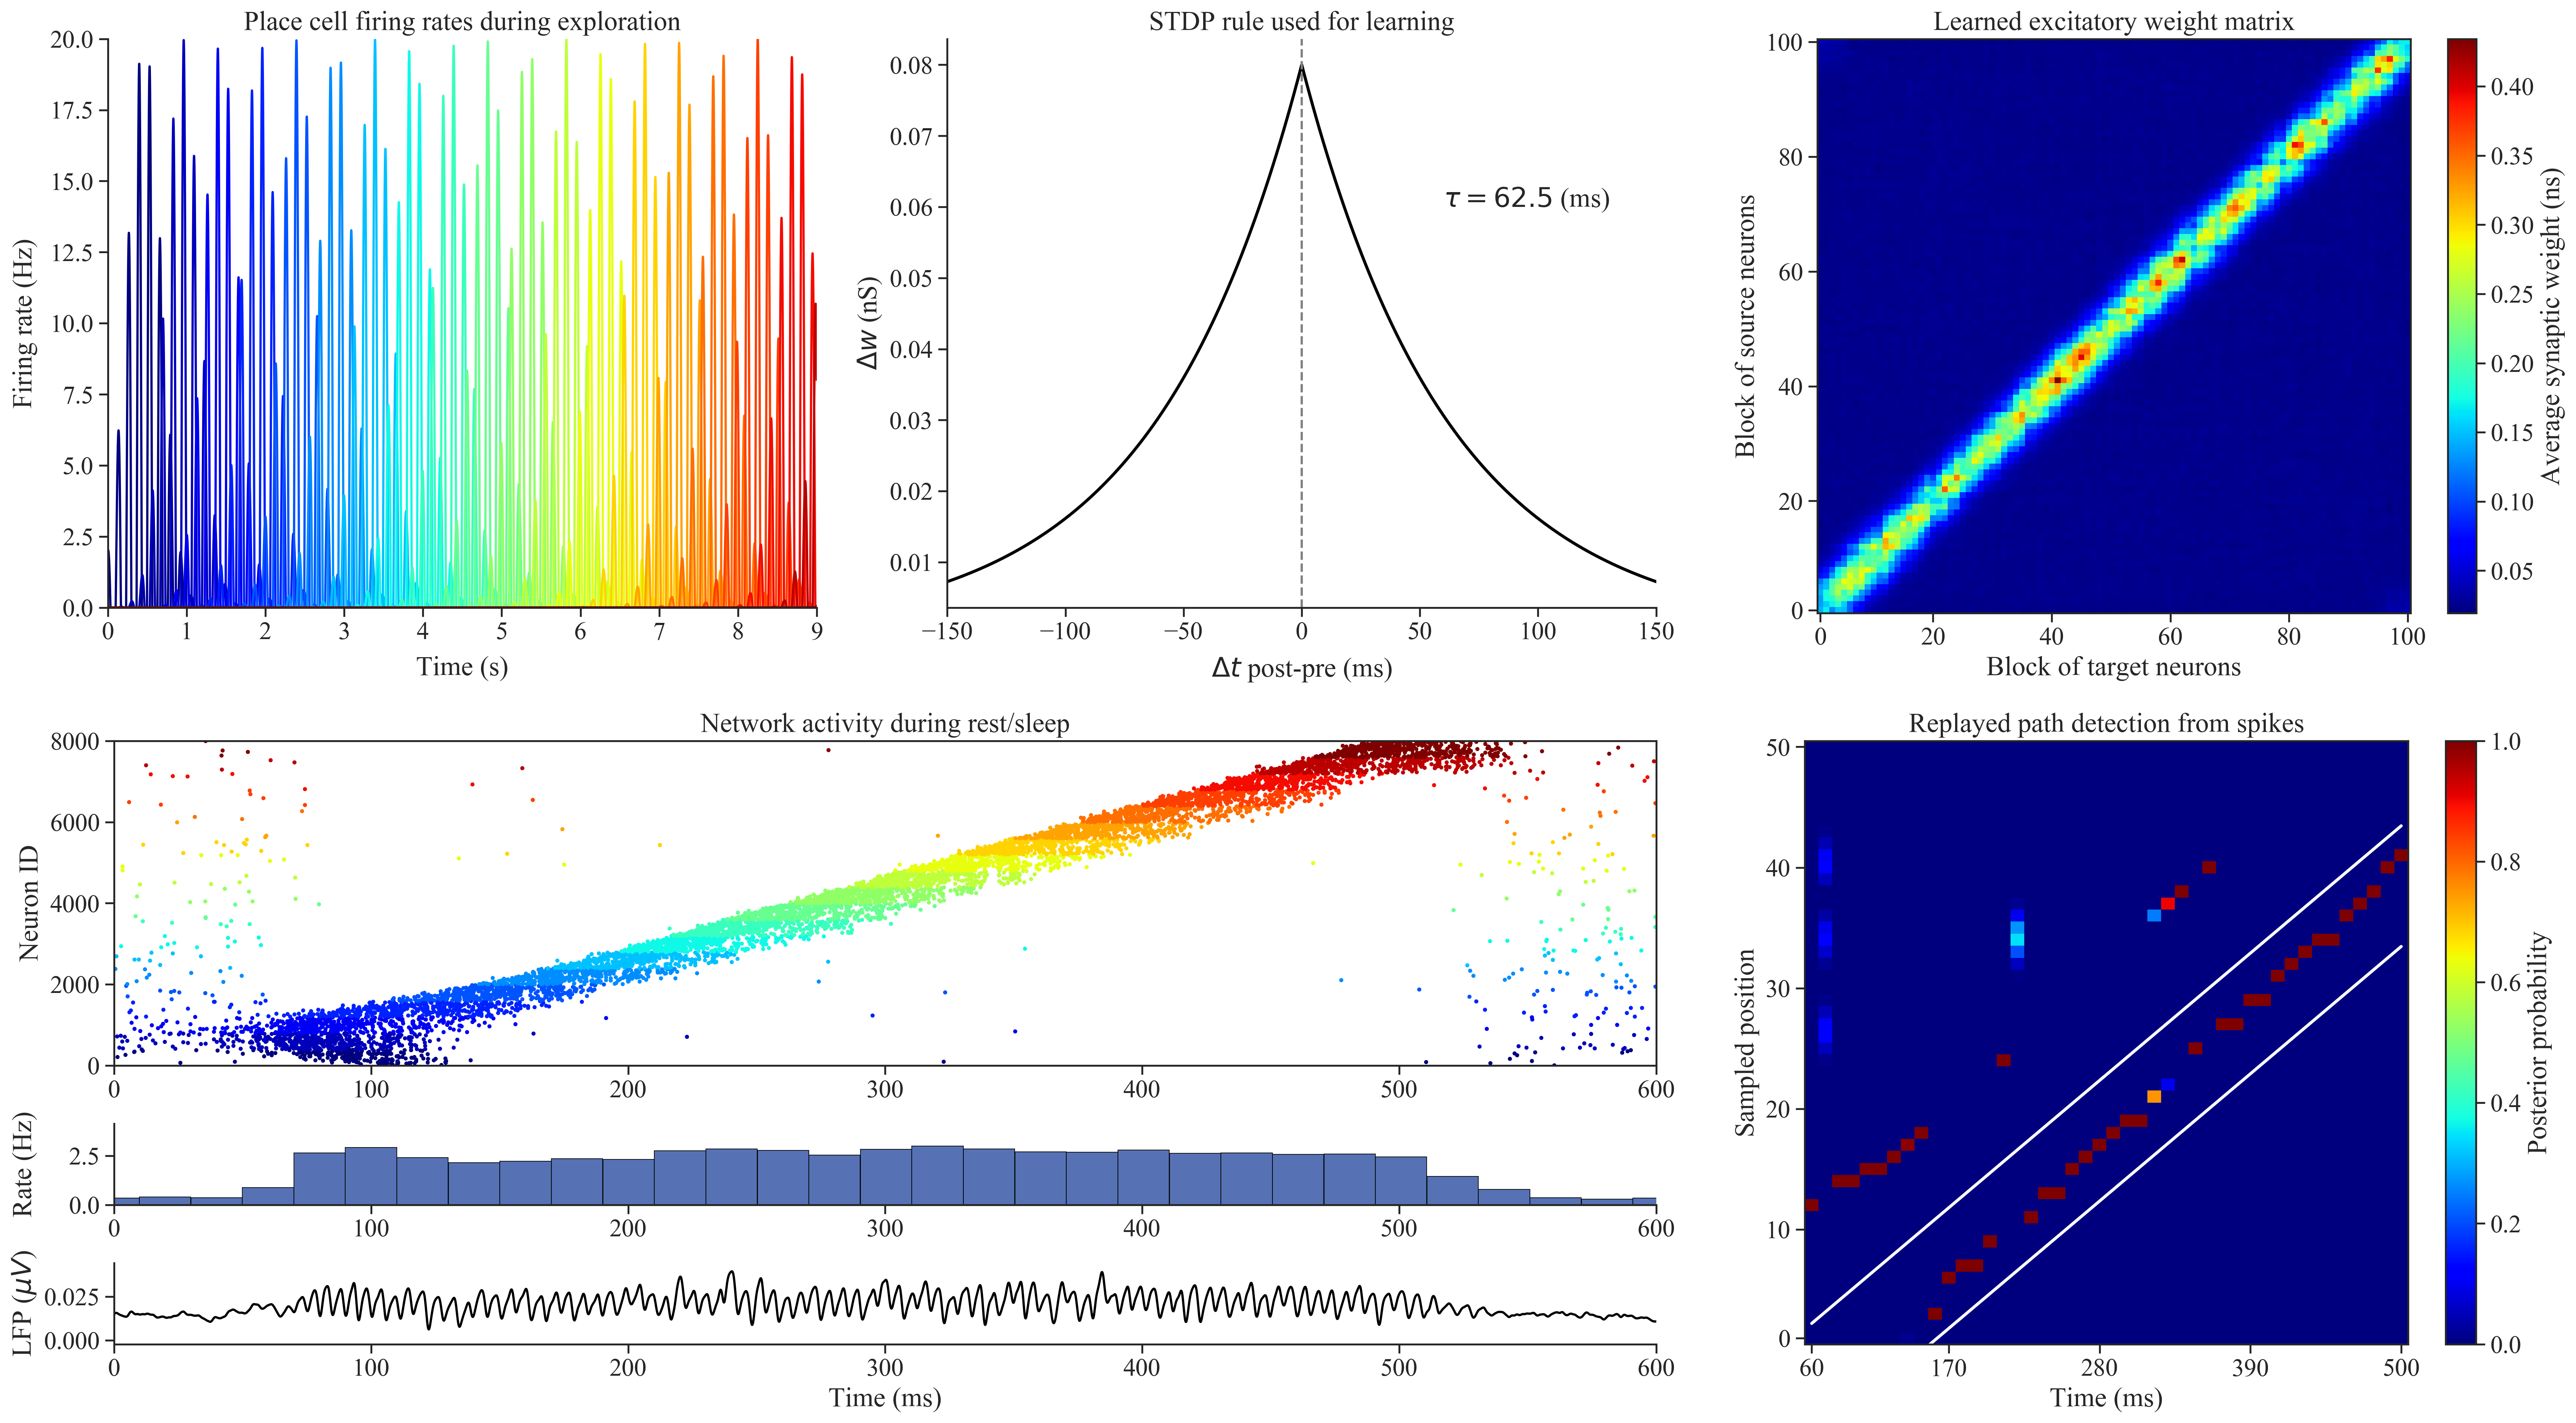 Place cell firing rates during exploration
20.0
17.5
15.0
12.5
10.0
7.5
5.0
2.5
0.0
Firing rate (Hz)
0 1 2 3 4 5 6 7 8 9
Time (s)
STDP rule used for learning
0.08
0.07
0.06
0.05
0.04
0.03
0.02
0.01
Δw (nS)
τ = 62.5 (ms)
−150 −100 −50 0 50 100 150
Δt post-pre (ms)
Learned excitatory weight matrix
100
80
60
40
20
0
Block of source neurons
0 20 40 60 80 100
Block of target neurons
0.40
0.35
0.30
0.25
0.20
0.15
0.10
0.05
Average synaptic weight (ns)
Network activity during rest/sleep
8000
6000
4000
2000
0
Neuron ID
0 100 200 300 400 500 600
2.5
0.0
Rate (Hz)
0 100 200 300 400 500 600
0.025
0.000
LFP (μV)
0 100 200 300 400 500 600
Time (ms)
Replayed path detection from spikes
50
40
30
20
10
0
Sampled position
60 170 280 390 500
Time (ms)
1.0
0.8
0.6
0.4
0.2
0.0
Posterior probability